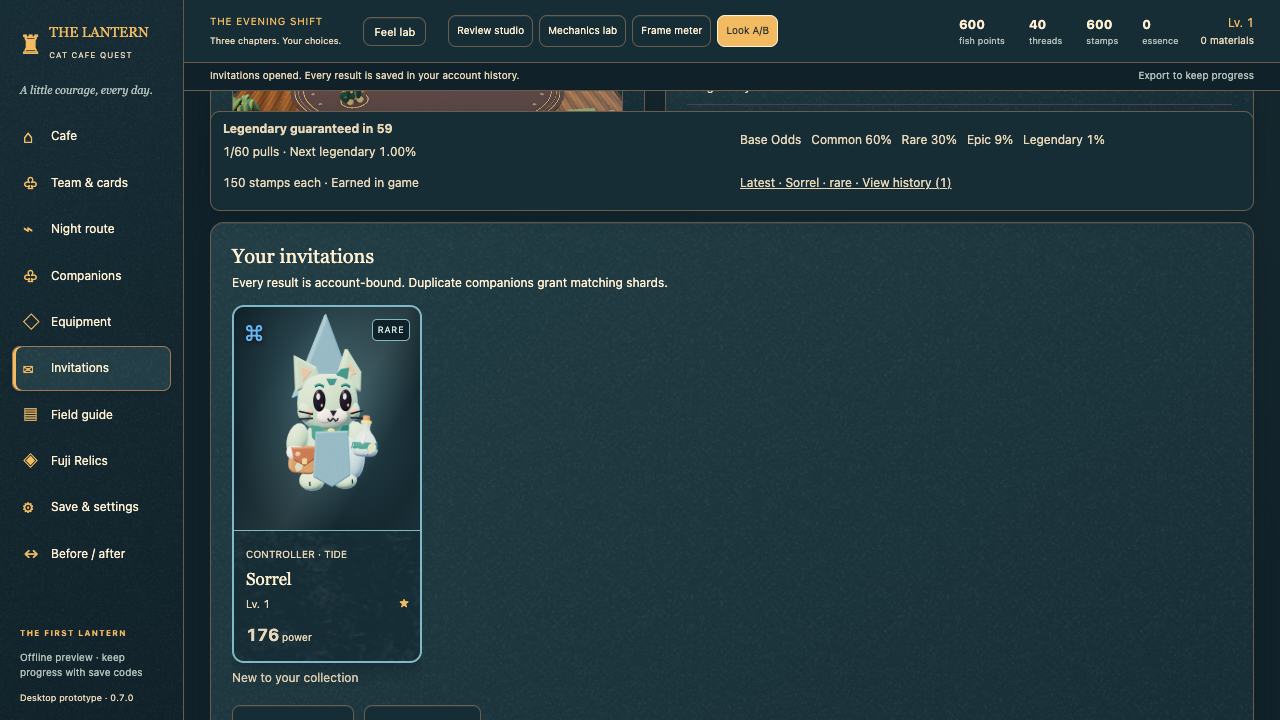 THE LANTERN
CAT CAFE QUEST
A little courage, every day.
Cafe
Team & cards
Night route
Companions
Equipment
Invitations
Field guide
Fuji Relics
Save & settings
Before / after
THE FIRST LANTERN
Offline preview · keep
progress with save codes
Desktop prototype · 0.7.0
THE EVENING SHIFT
Three chapters. Your choices.
Feel lab
Review studio
Mechanics lab
Frame meter
Look A/B
600
fish points
40
threads
600
stamps
0
essence
Lv. 1
0 materials
Invitations opened. Every result is saved in your account history.
Export to keep progress
Legendary guaranteed in 59
1/60 pulls · Next legendary 1.00%
150 stamps each · Earned in game
Base Odds Common 60% Rare 30% Epic 9% Legendary 1%
Latest · Sorrel · rare · View history (1)
Your invitations
Every result is account-bound. Duplicate companions grant matching shards.
RARE
CONTROLLER · TIDE
Sorrel
Lv. 1
176 power
New to your collection